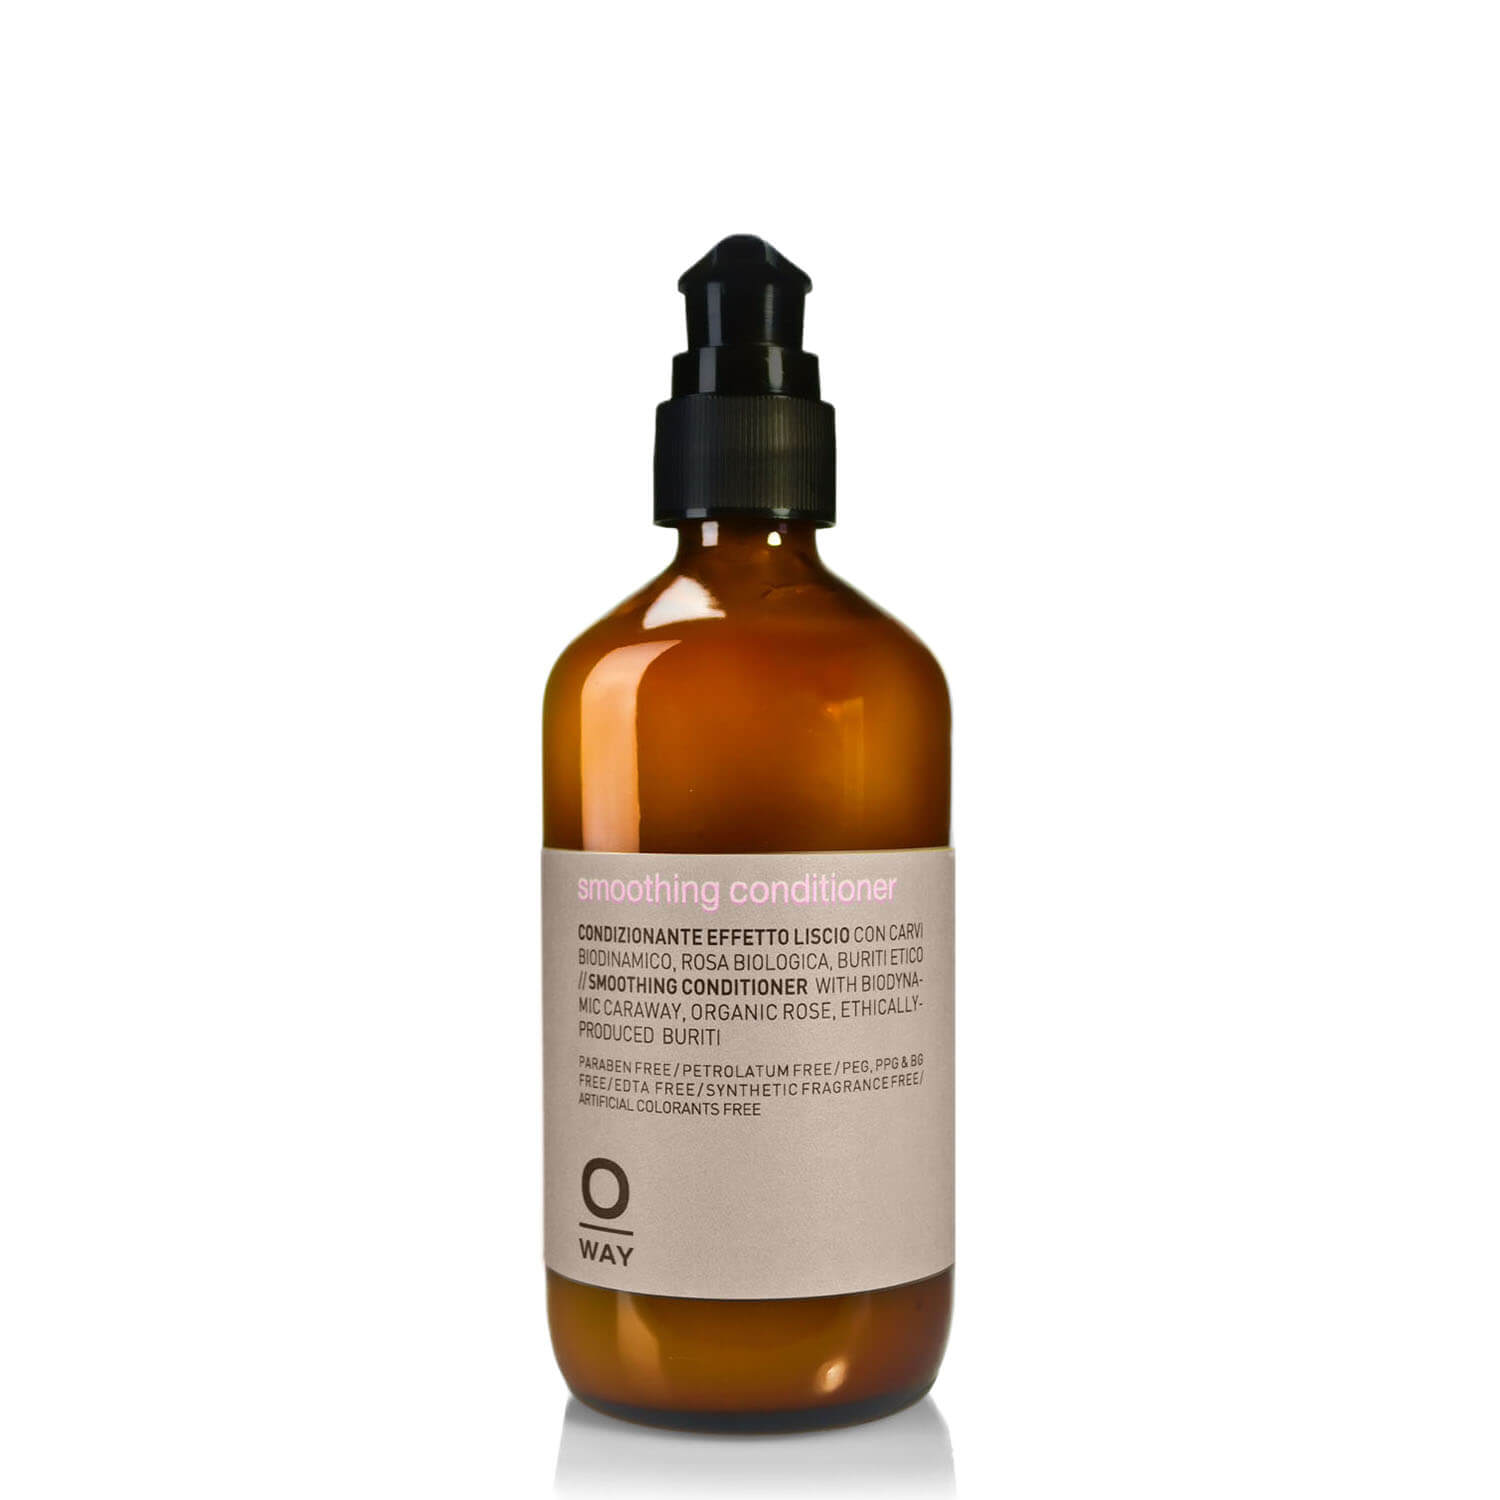 smoothing conditioner
CONDIZIONANTE EFFETTO LISCIO CON CARVI
BIODINAMICO, ROSA BIOLOGICA, BURITI ETICO
//SMOOTHING CONDITIONER WITH BIODYNA-
MIC CARAWAY, ORGANIC ROSE, ETHICALLY-
PRODUCED BURITI
PARABEN FREE/PETROLATUM FREE/PEG, PPG & BG
FREE/EDTA FREE/SYNTHETIC FRAGRANCE FREE/
ARTIFICIAL COLORANTS FREE
O
WAY